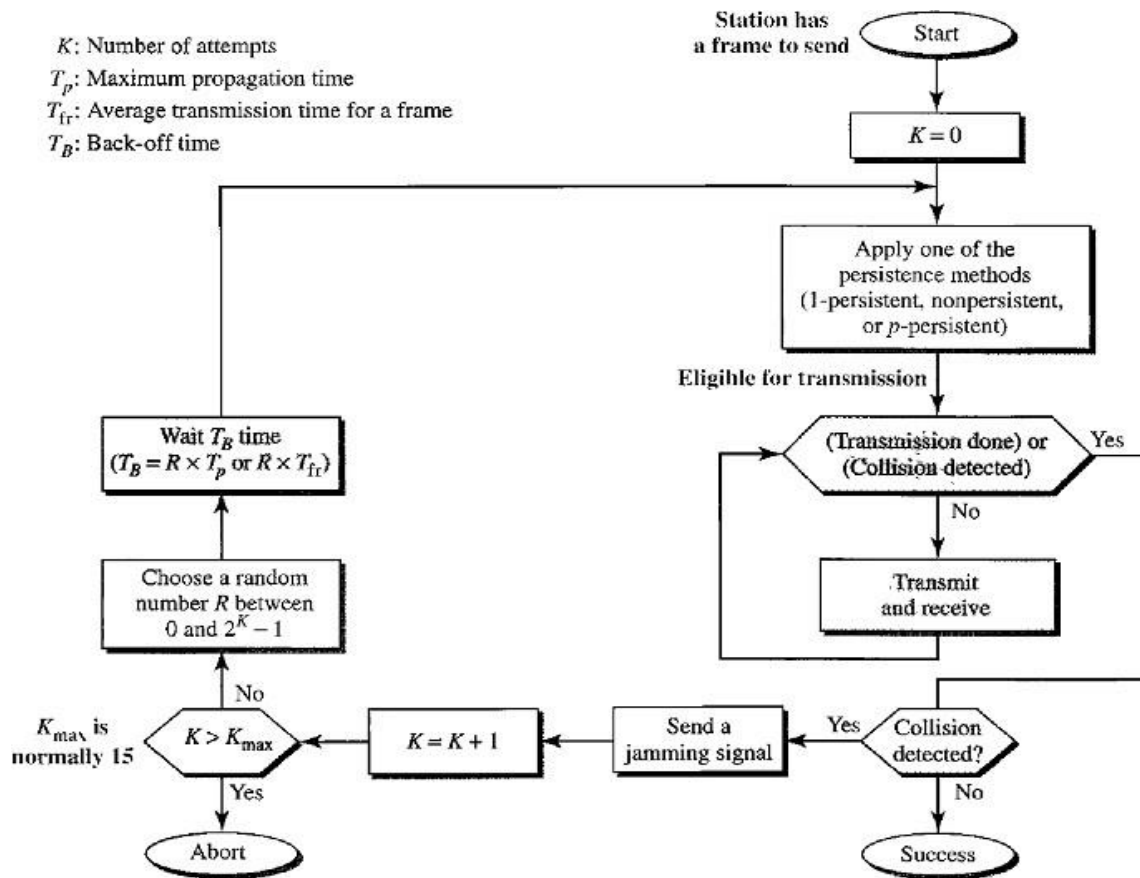 K: Number of attempts
Tp: Maximum propagation time
Tfr: Average transmission time for a frame
TB: Back-off time
Station has
a frame to send
Start
K = 0
Apply one of the
persistence methods
(1-persistent, nonpersistent,
or p-persistent)
Eligible for transmission
(Transmission done) or
(Collision detected)
Yes
No
Transmit
and receive
Wait TB time
(TB = R × Tp or R × Tfr)
Choose a random
number R between
0 and 2^K – 1
No
Kmax is
normally 15
K > Kmax
Yes
Abort
K = K + 1
Send a
jamming signal
Yes
Collision
detected?
No
Success